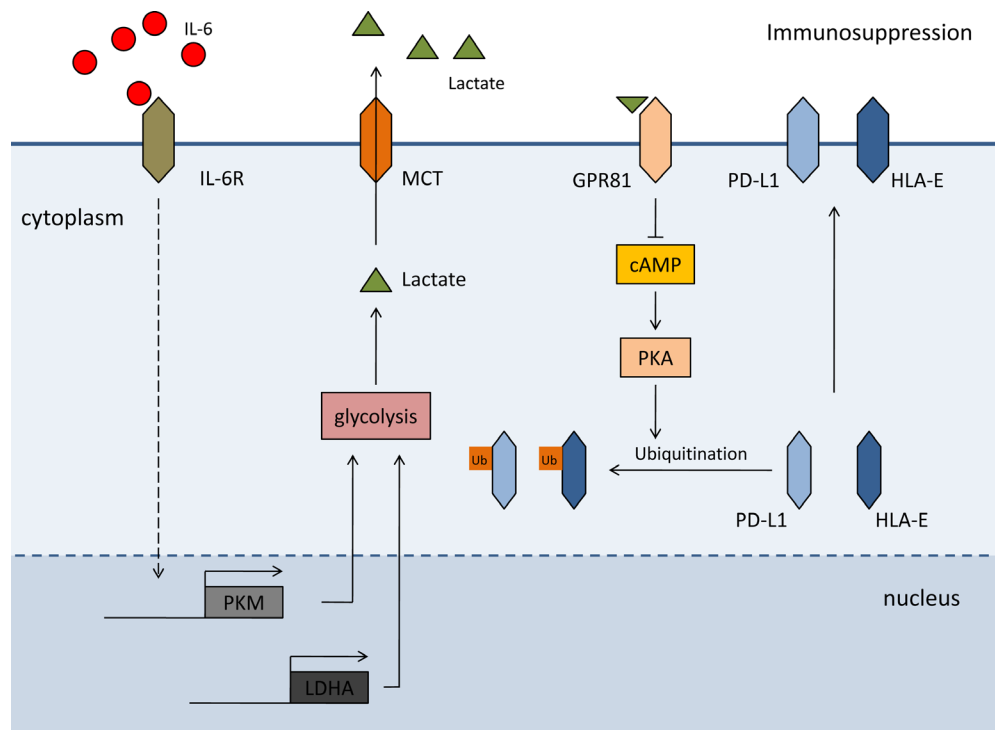 IL-6
Immunosuppression
Lactate
IL-6R
MCT
GPR81
PD-L1
HLA-E
cytoplasm
cAMP
Lactate
PKA
glycolysis
Ub
Ub
Ubiquitination
PD-L1
HLA-E
PKM
nucleus
LDHA